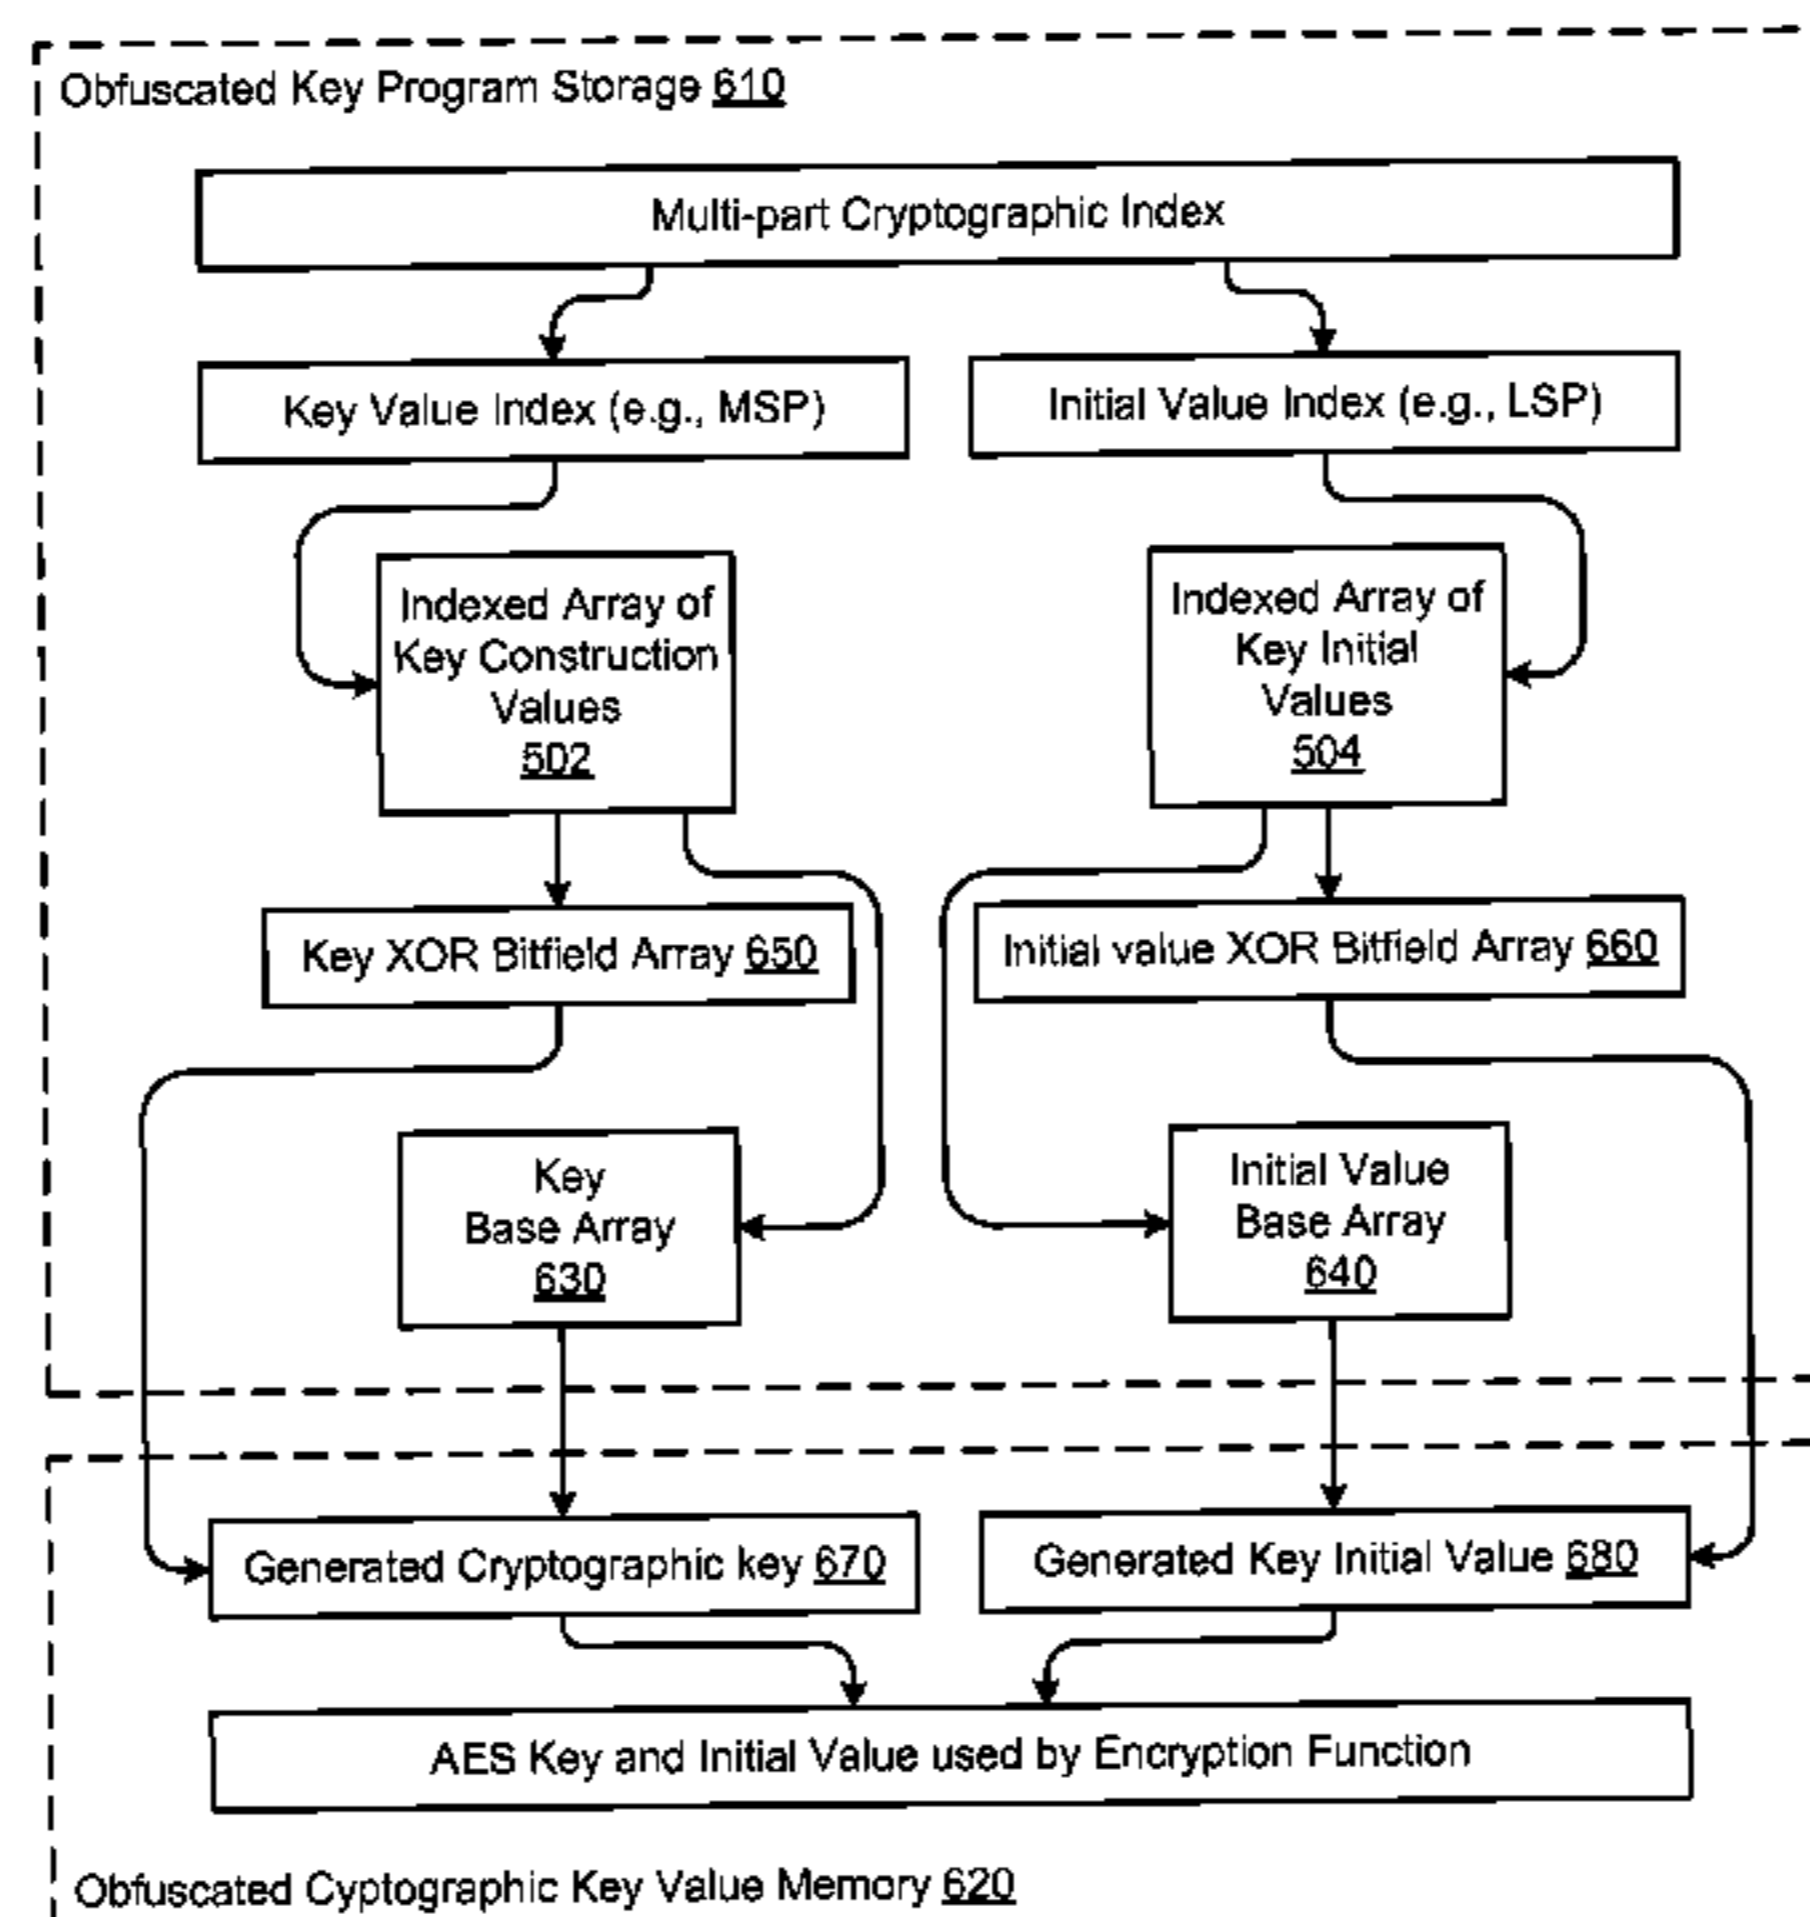 Obfuscated Key Program Storage 610
Multi-part Cryptographic Index
Key Value Index (e.g., MSP)
Initial Value Index (e.g., LSP)
Indexed Array of
Key Construction
Values
502
Indexed Array of
Key Initial
Values
504
Key XOR Bitfield Array 650
Initial value XOR Bitfield Array 660
Key
Base Array
630
Initial Value
Base Array
640
Generated Cryptographic key 670
Generated Key Initial Value 680
AES Key and Initial Value used by Encryption Function
Obfuscated Cyptographic Key Value Memory 620